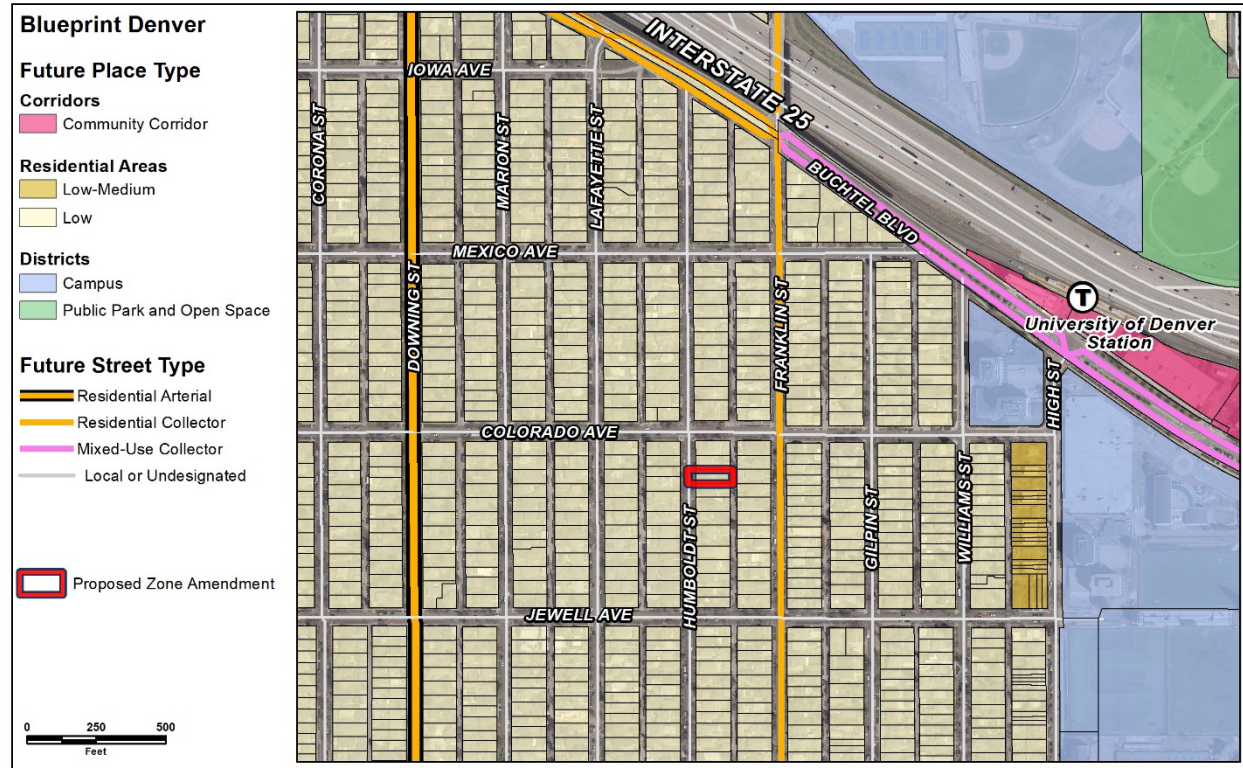 Blueprint Denver
Future Place Type
Corridors
Community Corridor
Residential Areas
Low-Medium
Low
Districts
Campus
Public Park and Open Space
Future Street Type
Residential Arterial
Residential Collector
Mixed-Use Collector
Local or Undesignated
Proposed Zone Amendment
0 250 500
Feet
INTERSTATE 25
IOWA AVE
CORONA ST
MARION ST
LAFAYETTE ST
BUCHTEL BLVD
MEXICO AVE
DOWNING ST
FRANKLIN ST
T
University of Denver
Station
HIGH ST
COLORADO AVE
HUMBOLDT ST
GILPIN ST
WILLIAMS ST
JEWELL AVE